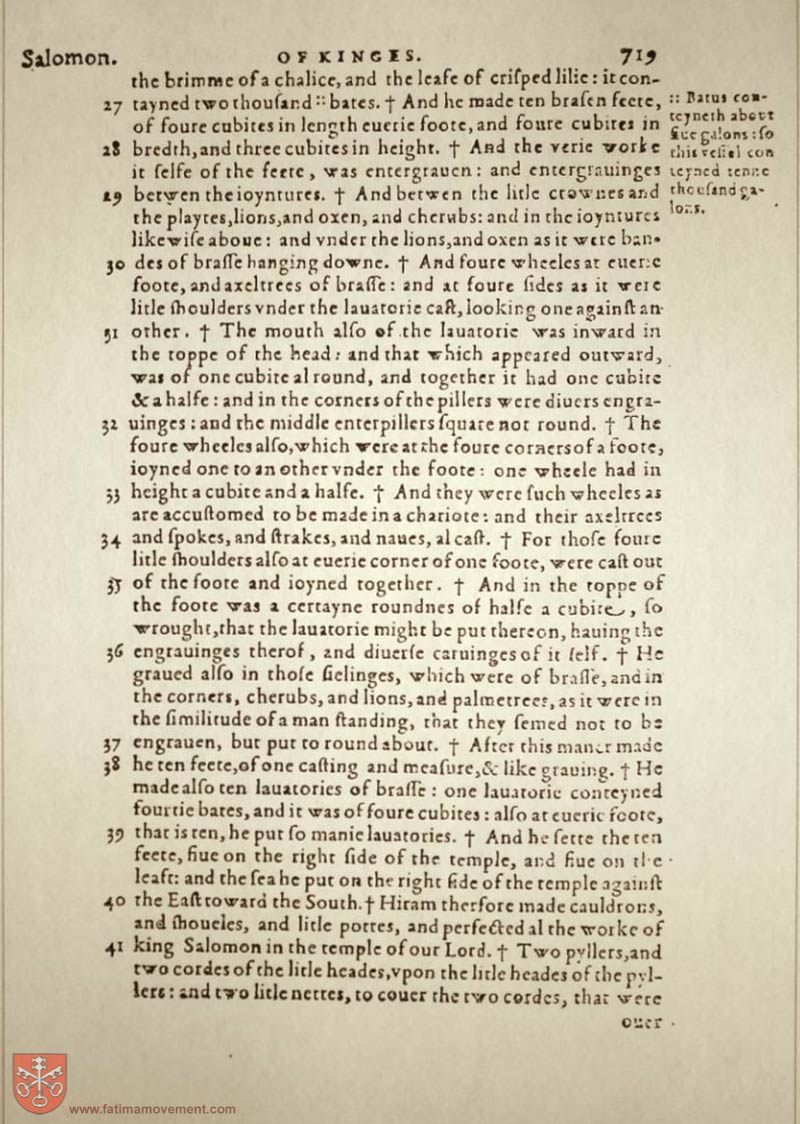 Salomon. OF KINGES. 719
the brimme of a chalice, and the leafe of crisped lilie: it con-
27 tayned two thousand :: bates. † And he made ten brasen feete,
of foure cubites in length euerie foote, and foure cubites in
28 bredth, and three cubites in height. † And the verie worke
it selfe of the feete, was entergrauen: and entergrauinges
29 betwen the ioyntures. † And betwen the litle crownes and
the playtes, lions, and oxen, and cherubs: and in the ioyntures
likewise aboue: and vnder the lions, and oxen as it were ban-
30 des of brasse hanging downe. † And foure wheeles at euerie
foote, and axeltrees of brasse: and at foure sides as it were
litle shoulders vnder the lauatorie cast, looking one against an-
31 other. † The mouth also of the lauatorie was inward in
the toppe of the head: and that which appeared outward,
was of one cubite al round, and together it had one cubite
& a halfe: and in the corners of the pillers were diuers engra-
32 uinges: and the middle enterpillers square not round. † The
foure wheeles also, which were at the foure corners of a foote,
ioyned one to an other vnder the foote: one wheele had in
33 height a cubite and a halfe. † And they were such wheeles as
are accustomed to be made in a chariote: and their axeltrees
34 and spokes, and strakes, and naues, al cast. † For those foure
litle shoulders also at euerie corner of one foote, were cast out
35 of the foote and ioyned together. † And in the toppe of
the foote was a certayne roundnes of halfe a cubite, so
wrought, that the lauatorie might be put thereon, hauing the
36 engrauinges therof, and diuerse caruinges of it self. † He
graued also in those sielinges, which were of brasse, and in
the corners, cherubs, and lions, and palmetrees, as it were in
the similitude of a man standing, that they semed not to be
37 engrauen, but put to round about. † After this maner made
38 he ten feete, of one casting and measure, & like grauing. † He
made also ten lauatories of brasse: one lauatorie conteyned
fourtie bates, and it was of foure cubites: also at euerie foote,
39 that is ten, he put so manie lauatories. † And he sette the ten
feete, fiue on the right side of the temple, and fiue on the
leaft: and the sea he put on the right side of the temple against
40 the East toward the South. † Hiram therfore made cauldrons,
and shoueles, and litle pottes, and perfected al the worke of
41 king Salomon in the temple of our Lord. † Two pyllers, and
two cordes of the litle heades, vpon the litle heades of the pyl-
lers: and two litle nettes, to couer the two cordes, that were
ouer
:: Batus con-
teyneth about
fiue galons: so
this vessel con
teyned tenne
thousand ga-
lons.
www.fatimamovement.com